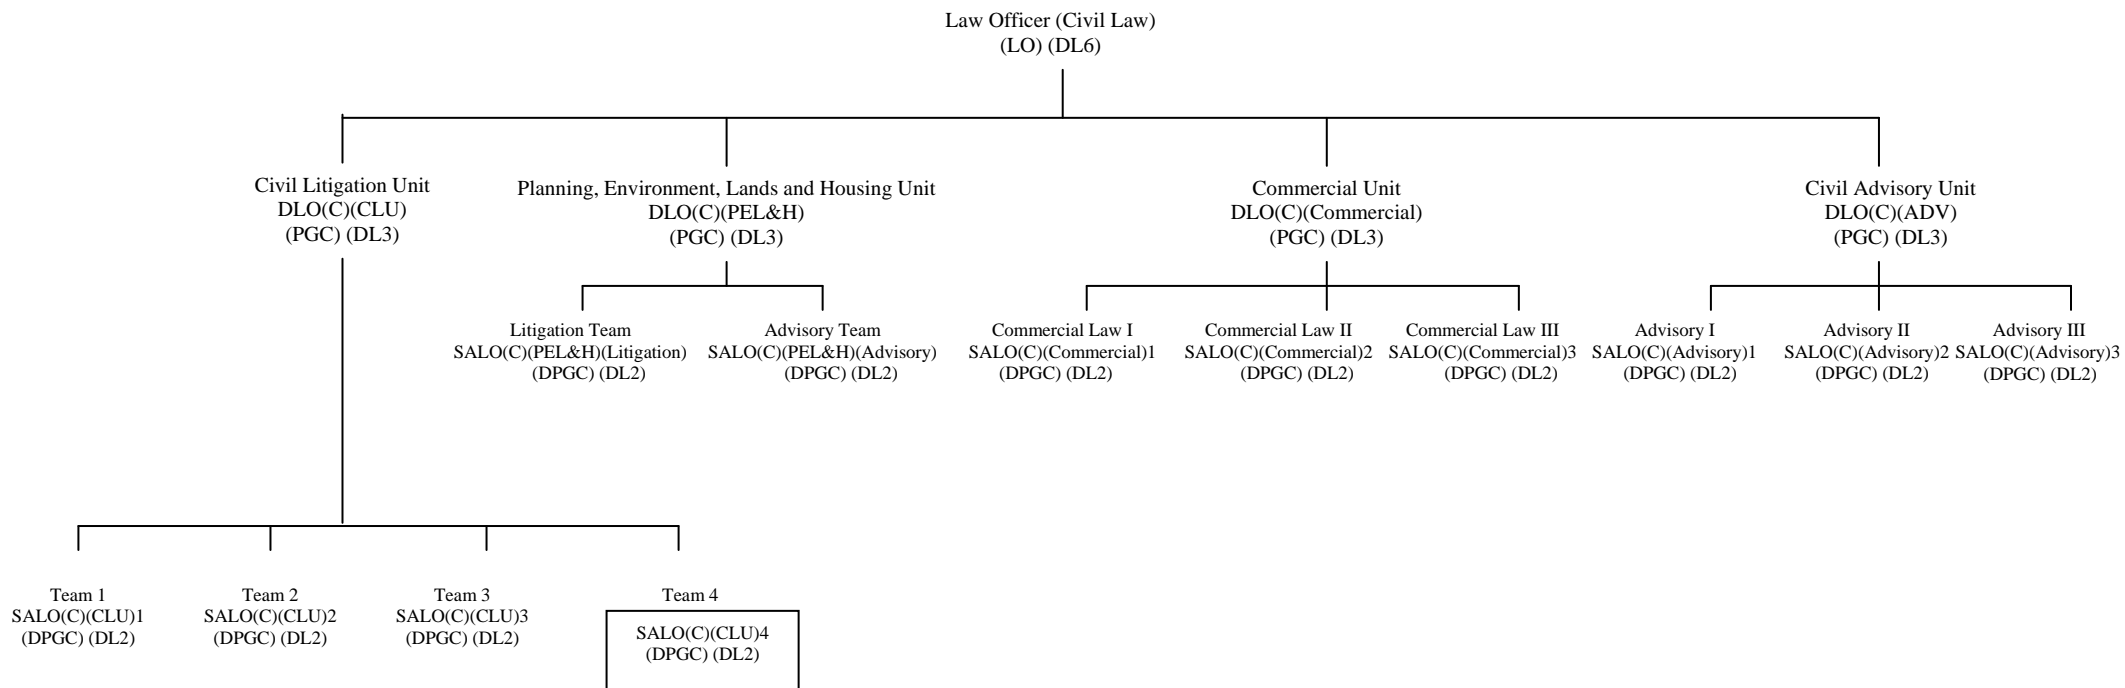 Law Officer (Civil Law)
(LO) (DL6)
Civil Litigation Unit
DLO(C)(CLU)
(PGC) (DL3)
Planning, Environment, Lands and Housing Unit
DLO(C)(PEL&H)
(PGC) (DL3)
Commercial Unit
DLO(C)(Commercial)
(PGC) (DL3)
Civil Advisory Unit
DLO(C)(ADV)
(PGC) (DL3)
Litigation Team
SALO(C)(PEL&H)(Litigation)
(DPGC) (DL2)
Advisory Team
SALO(C)(PEL&H)(Advisory)
(DPGC) (DL2)
Commercial Law I
SALO(C)(Commercial)1
(DPGC) (DL2)
Commercial Law II
SALO(C)(Commercial)2
(DPGC) (DL2)
Commercial Law III
SALO(C)(Commercial)3
(DPGC) (DL2)
Advisory I
SALO(C)(Advisory)1
(DPGC) (DL2)
Advisory II
SALO(C)(Advisory)2
(DPGC) (DL2)
Advisory III
SALO(C)(Advisory)3
(DPGC) (DL2)
Team 1
SALO(C)(CLU)1
(DPGC) (DL2)
Team 2
SALO(C)(CLU)2
(DPGC) (DL2)
Team 3
SALO(C)(CLU)3
(DPGC) (DL2)
Team 4
SALO(C)(CLU)4
(DPGC) (DL2)